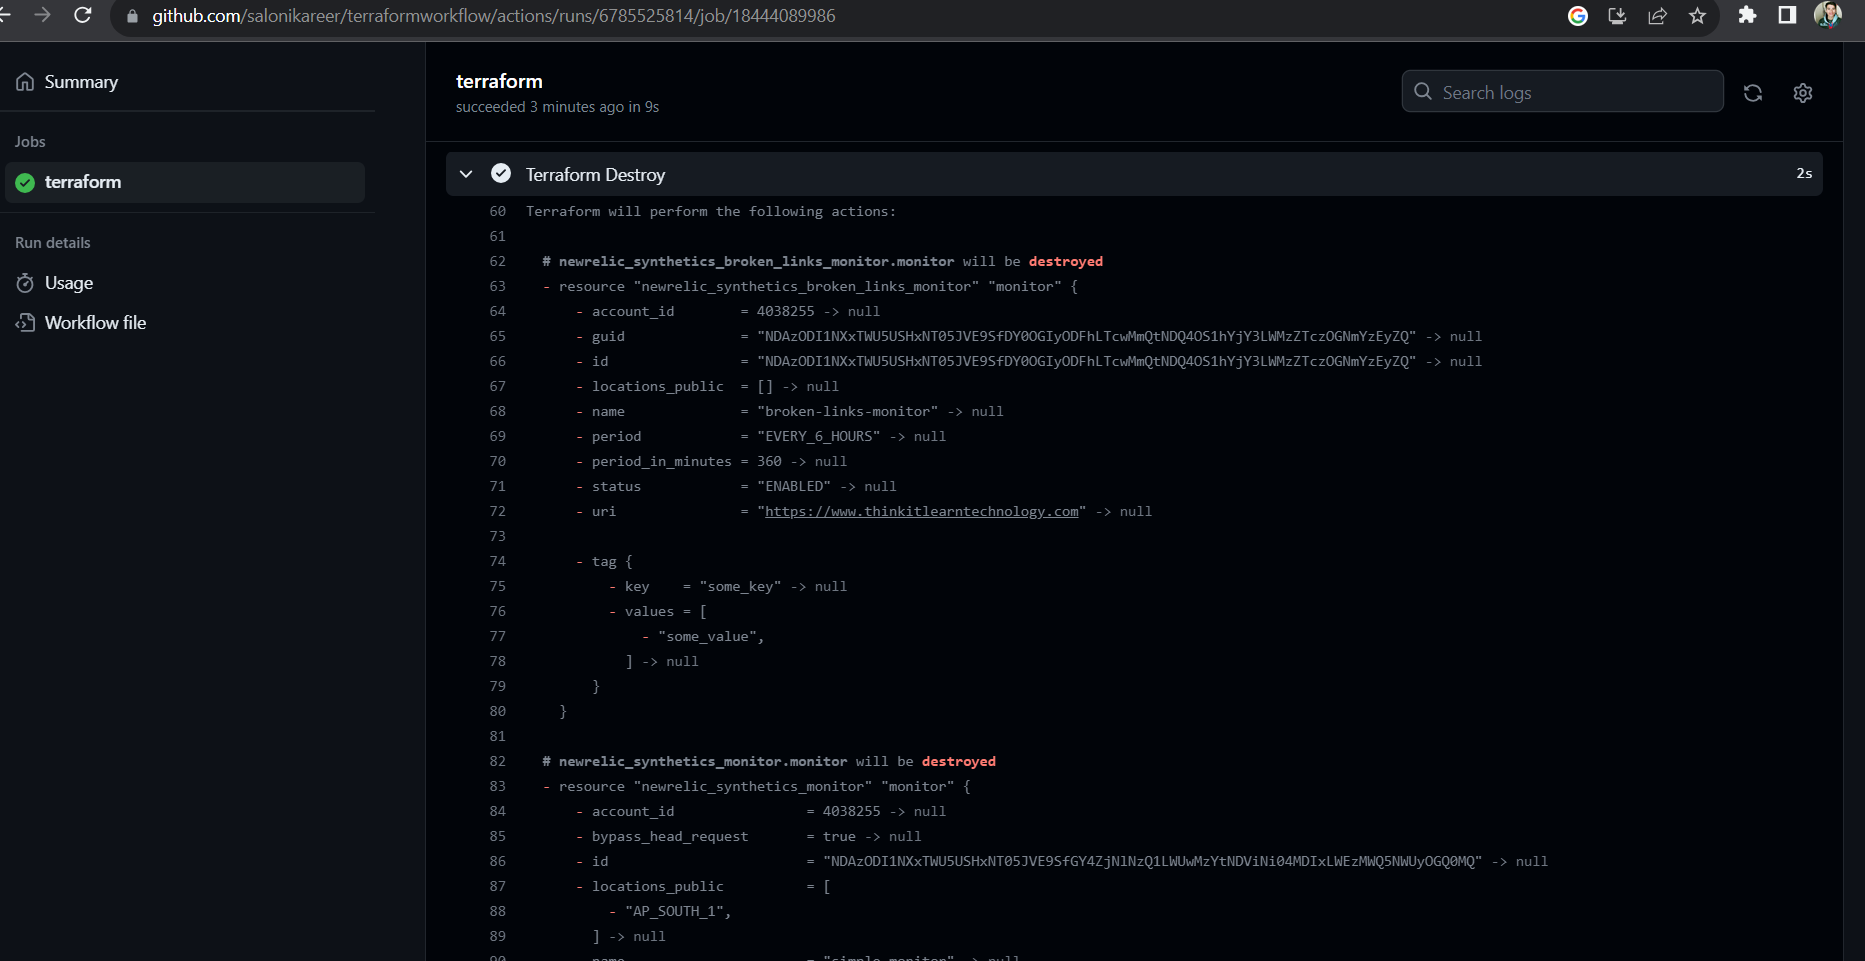 github.com/salonikareer/terraformworkflow/actions/runs/6785525814/job/18444089986
Summary
Jobs
terraform
Run details
Usage
Workflow file
terraform
succeeded 3 minutes ago in 9s
Search logs
Terraform Destroy 2s
60 Terraform will perform the following actions:
61
62 # newrelic_synthetics_broken_links_monitor.monitor will be destroyed
63 - resource "newrelic_synthetics_broken_links_monitor" "monitor" {
64 - account_id = 4038255 -> null
65 - guid = "NDAzODI1NXxTWU5USHxNT05JVE9SfDY0OGIyODFhLTcwMmQtNDQ4OS1hYjY3LWMzZTczOGNmYzEyZQ" -> null
66 - id = "NDAzODI1NXxTWU5USHxNT05JVE9SfDY0OGIyODFhLTcwMmQtNDQ4OS1hYjY3LWMzZTczOGNmYzEyZQ" -> null
67 - locations_public = [] -> null
68 - name = "broken-links-monitor" -> null
69 - period = "EVERY_6_HOURS" -> null
70 - period_in_minutes = 360 -> null
71 - status = "ENABLED" -> null
72 - uri = "https://www.thinkitlearntechnology.com" -> null
73
74 - tag {
75 - key = "some_key" -> null
76 - values = [
77 - "some_value",
78 ] -> null
79 }
80 }
81
82 # newrelic_synthetics_monitor.monitor will be destroyed
83 - resource "newrelic_synthetics_monitor" "monitor" {
84 - account_id = 4038255 -> null
85 - bypass_head_request = true -> null
86 - id = "NDAzODI1NXxTWU5USHxNT05JVE9SfGY4ZjNlNzQ1LWUwMzYtNDViNi04MDIxLWEzMWQ5NWUyOGQ0MQ" -> null
87 - locations_public = [
88 - "AP_SOUTH_1",
89 ] -> null
90 name = "simple monitor" -> null